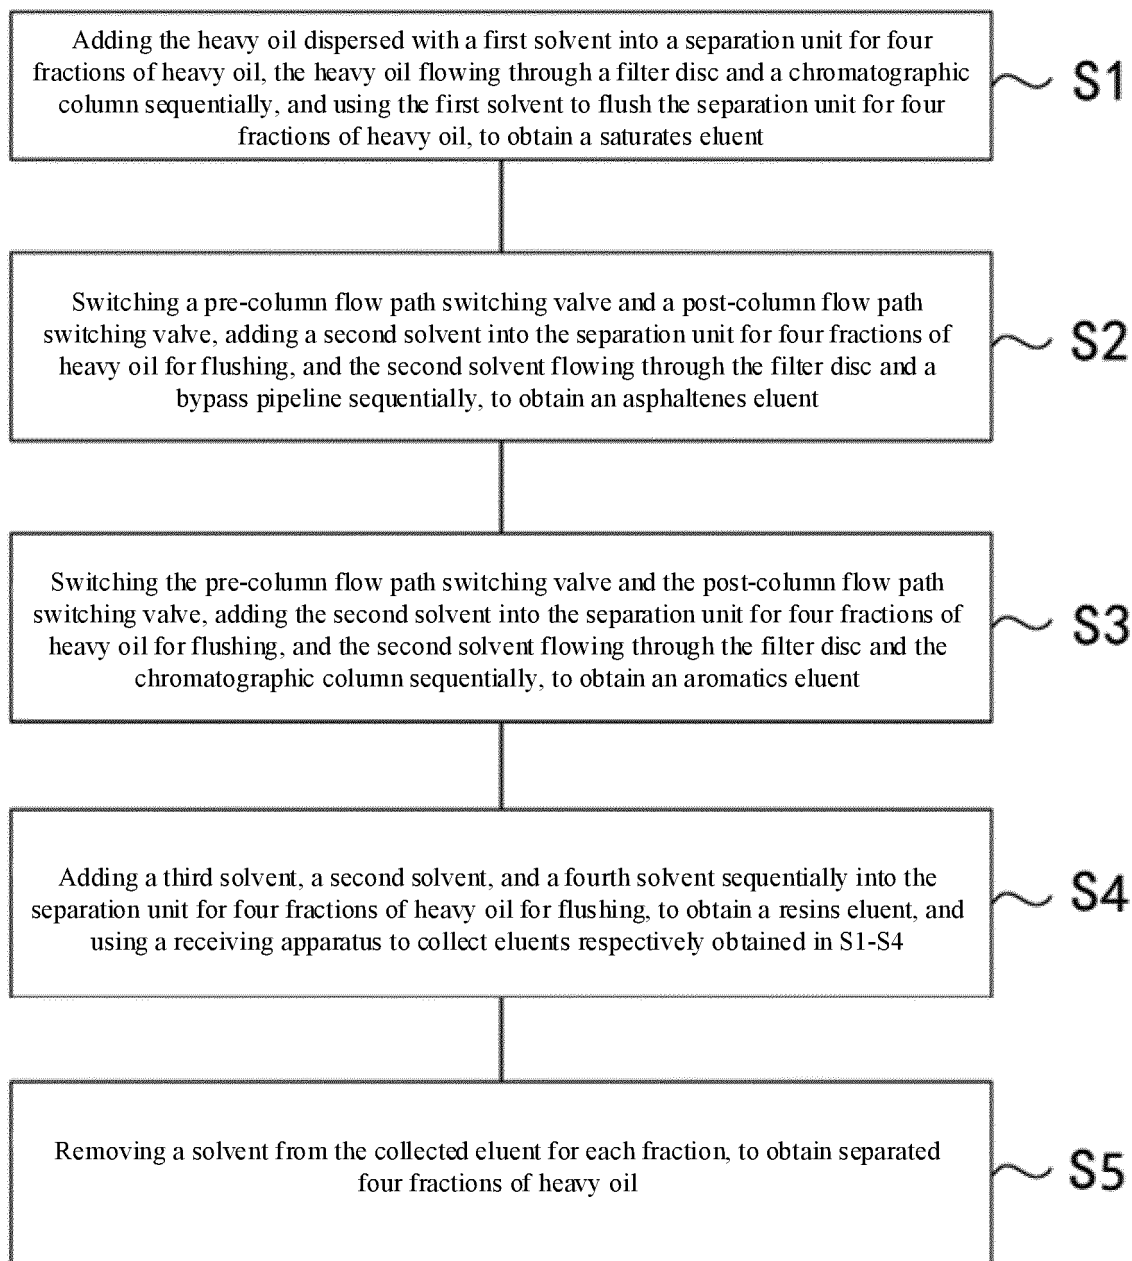 Adding the heavy oil dispersed with a first solvent into a separation unit for four
fractions of heavy oil, the heavy oil flowing through a filter disc and a chromatographic
column sequentially, and using the first solvent to flush the separation unit for four
fractions of heavy oil, to obtain a saturates eluent
S1
Switching a pre-column flow path switching valve and a post-column flow path
switching valve, adding a second solvent into the separation unit for four fractions of
heavy oil for flushing, and the second solvent flowing through the filter disc and a
bypass pipeline sequentially, to obtain an asphaltenes eluent
S2
Switching the pre-column flow path switching valve and the post-column flow path
switching valve, adding the second solvent into the separation unit for four fractions of
heavy oil for flushing, and the second solvent flowing through the filter disc and the
chromatographic column sequentially, to obtain an aromatics eluent
S3
Adding a third solvent, a second solvent, and a fourth solvent sequentially into the
separation unit for four fractions of heavy oil for flushing, to obtain a resins eluent, and
using a receiving apparatus to collect eluents respectively obtained in S1-S4
S4
Removing a solvent from the collected eluent for each fraction, to obtain separated
four fractions of heavy oil
S5